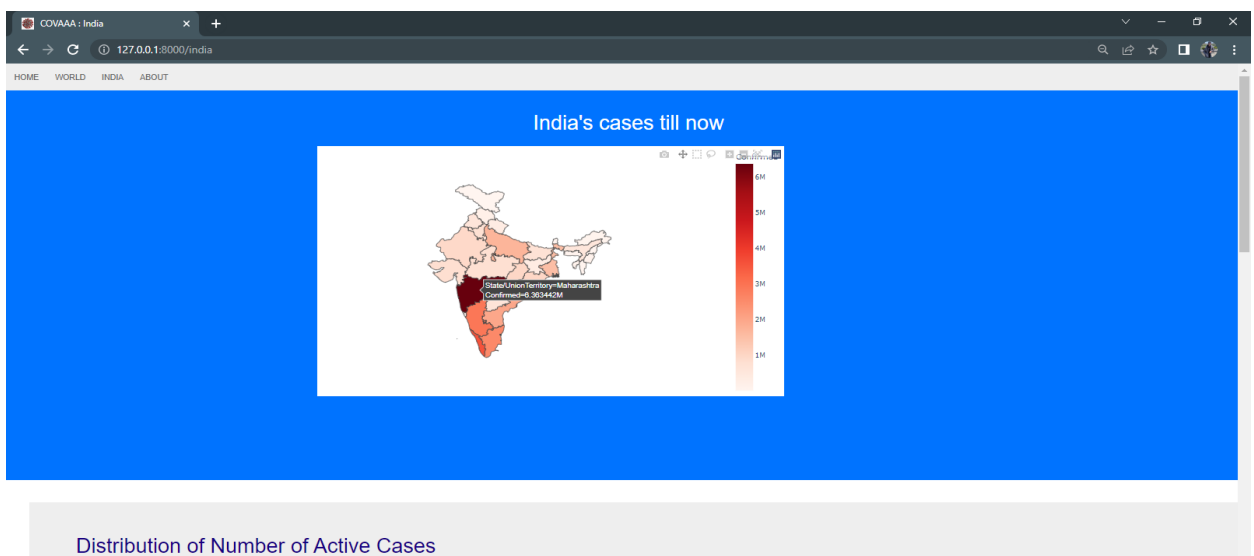 COVAAA : India
127.0.0.1:8000/india
HOME WORLD INDIA ABOUT
India's cases till now
Confirmed
6M
5M
4M
3M
2M
1M
State/UnionTerritory=Maharashtra
Confirmed=6.363442M
Distribution of Number of Active Cases